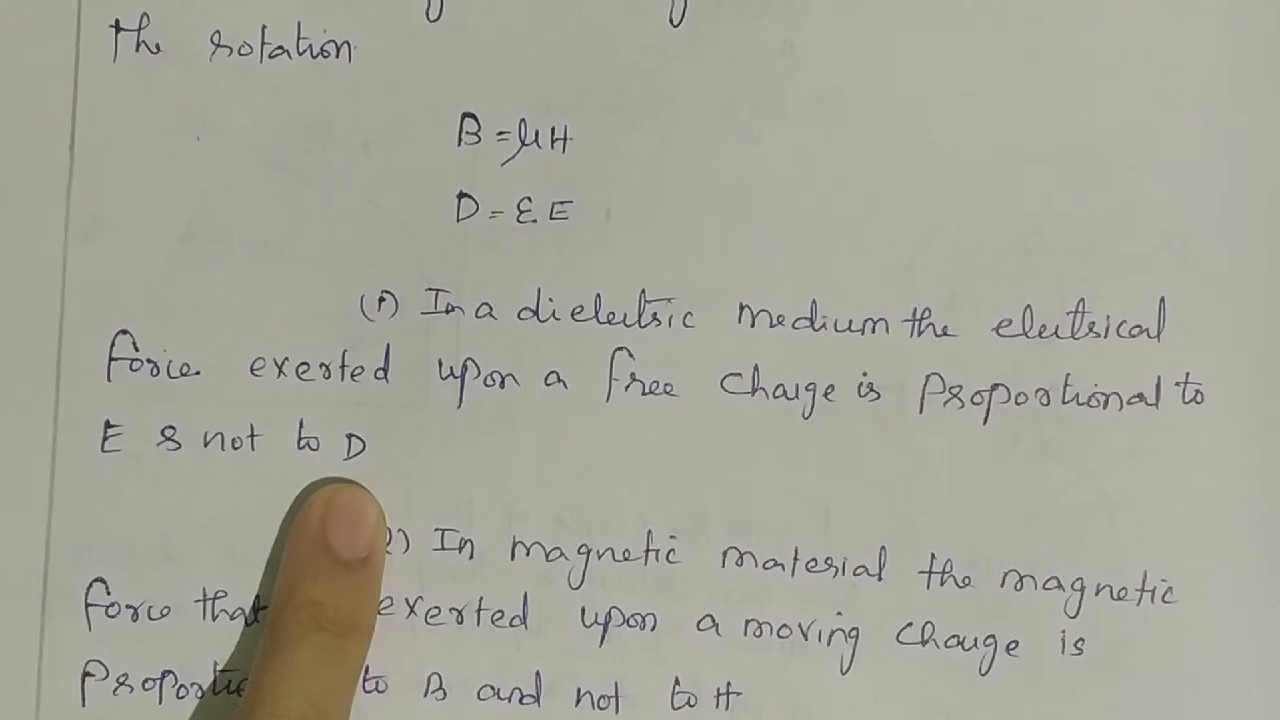 the rotation
B = μH
D = ε E
(1) In a dielectric medium the electrical
force exerted upon a free charge is proportional to
E & not to D
2) In magnetic material the magnetic
force that exerted upon a moving charge is
to B and not to H